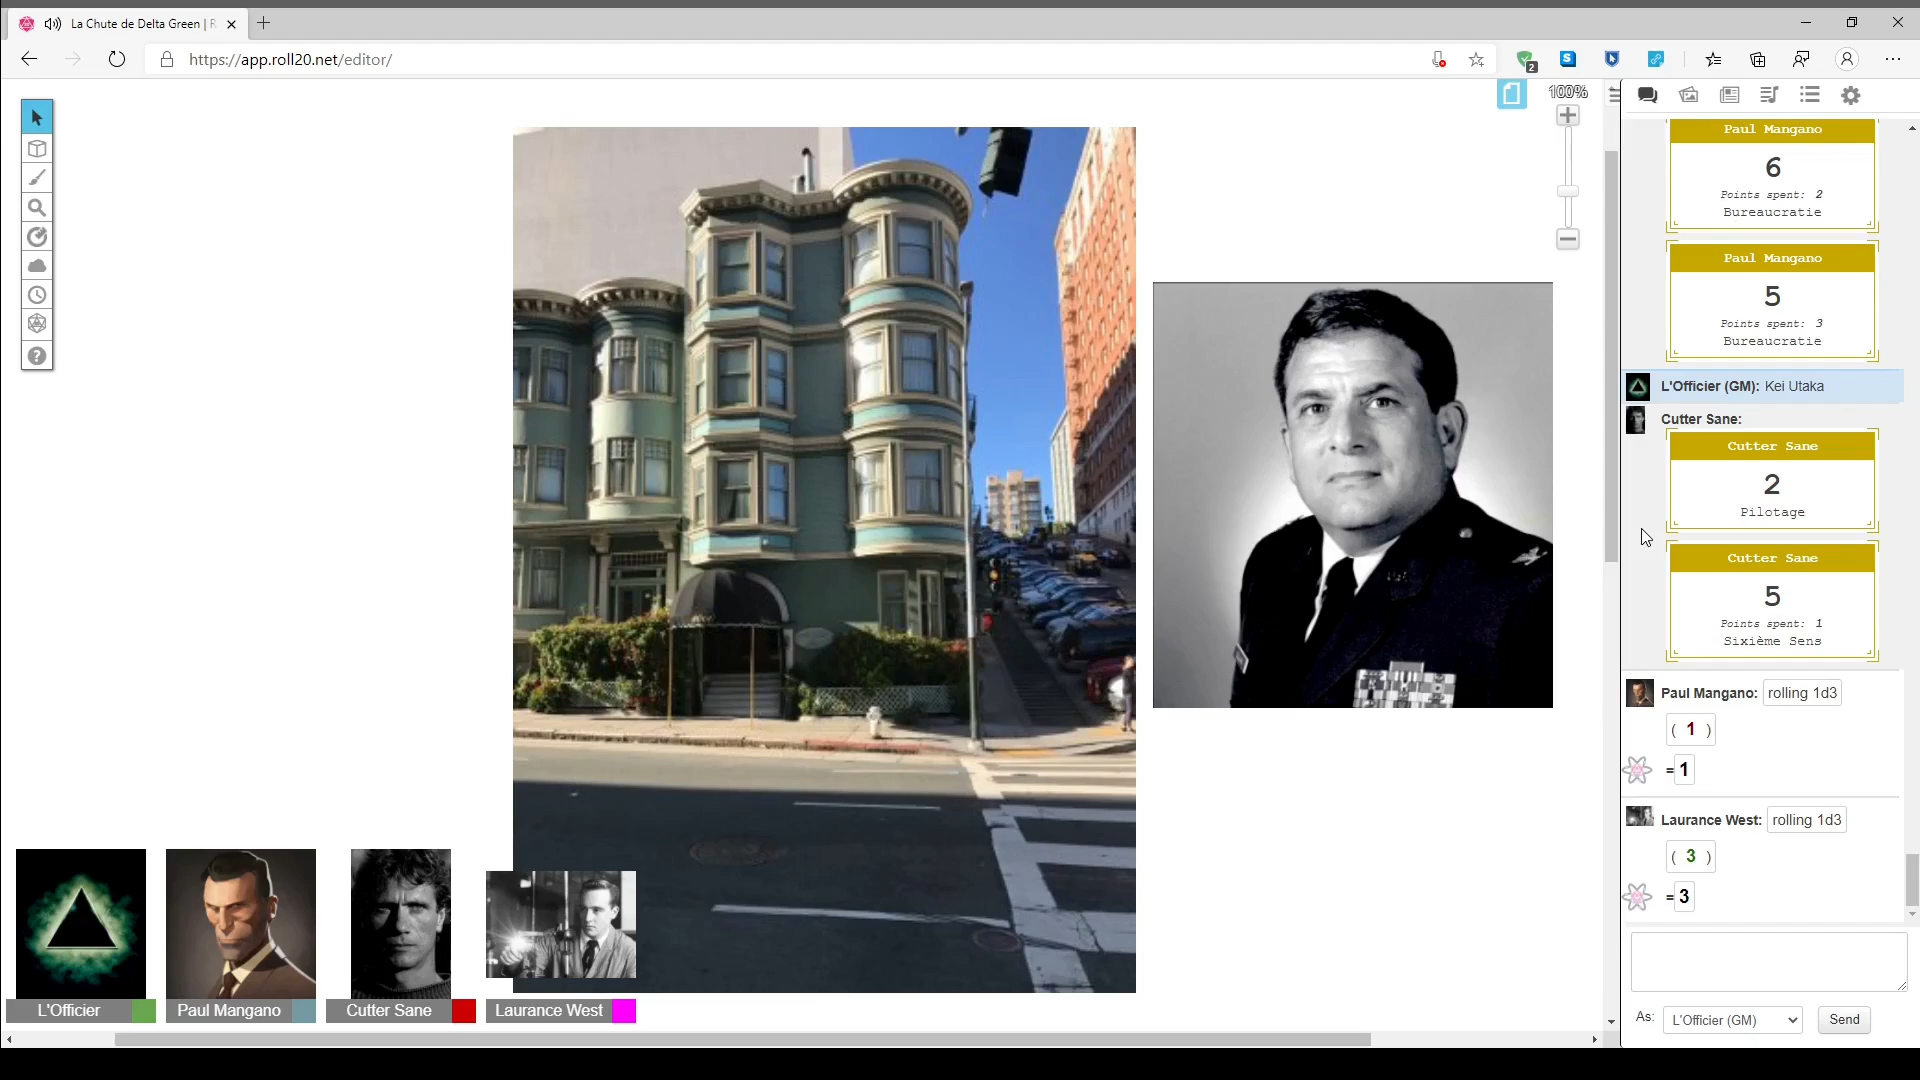 La Chute de Delta Green | R
https://app.roll20.net/editor/
2
100%
Paul Mangano
6
Points spent: 2
Bureaucratie
Paul Mangano
5
Points spent: 3
Bureaucratie
L'Officier (GM): Kei Utaka
Cutter Sane:
Cutter Sane
2
Pilotage
Cutter Sane
5
Points spent: 1
Sixième Sens
Paul Mangano: rolling 1d3
( 1 )
=1
Laurance West: rolling 1d3
( 3 )
=3
As: L'Officier (GM) Send
L'Officier
Paul Mangano
Cutter Sane
Laurance West